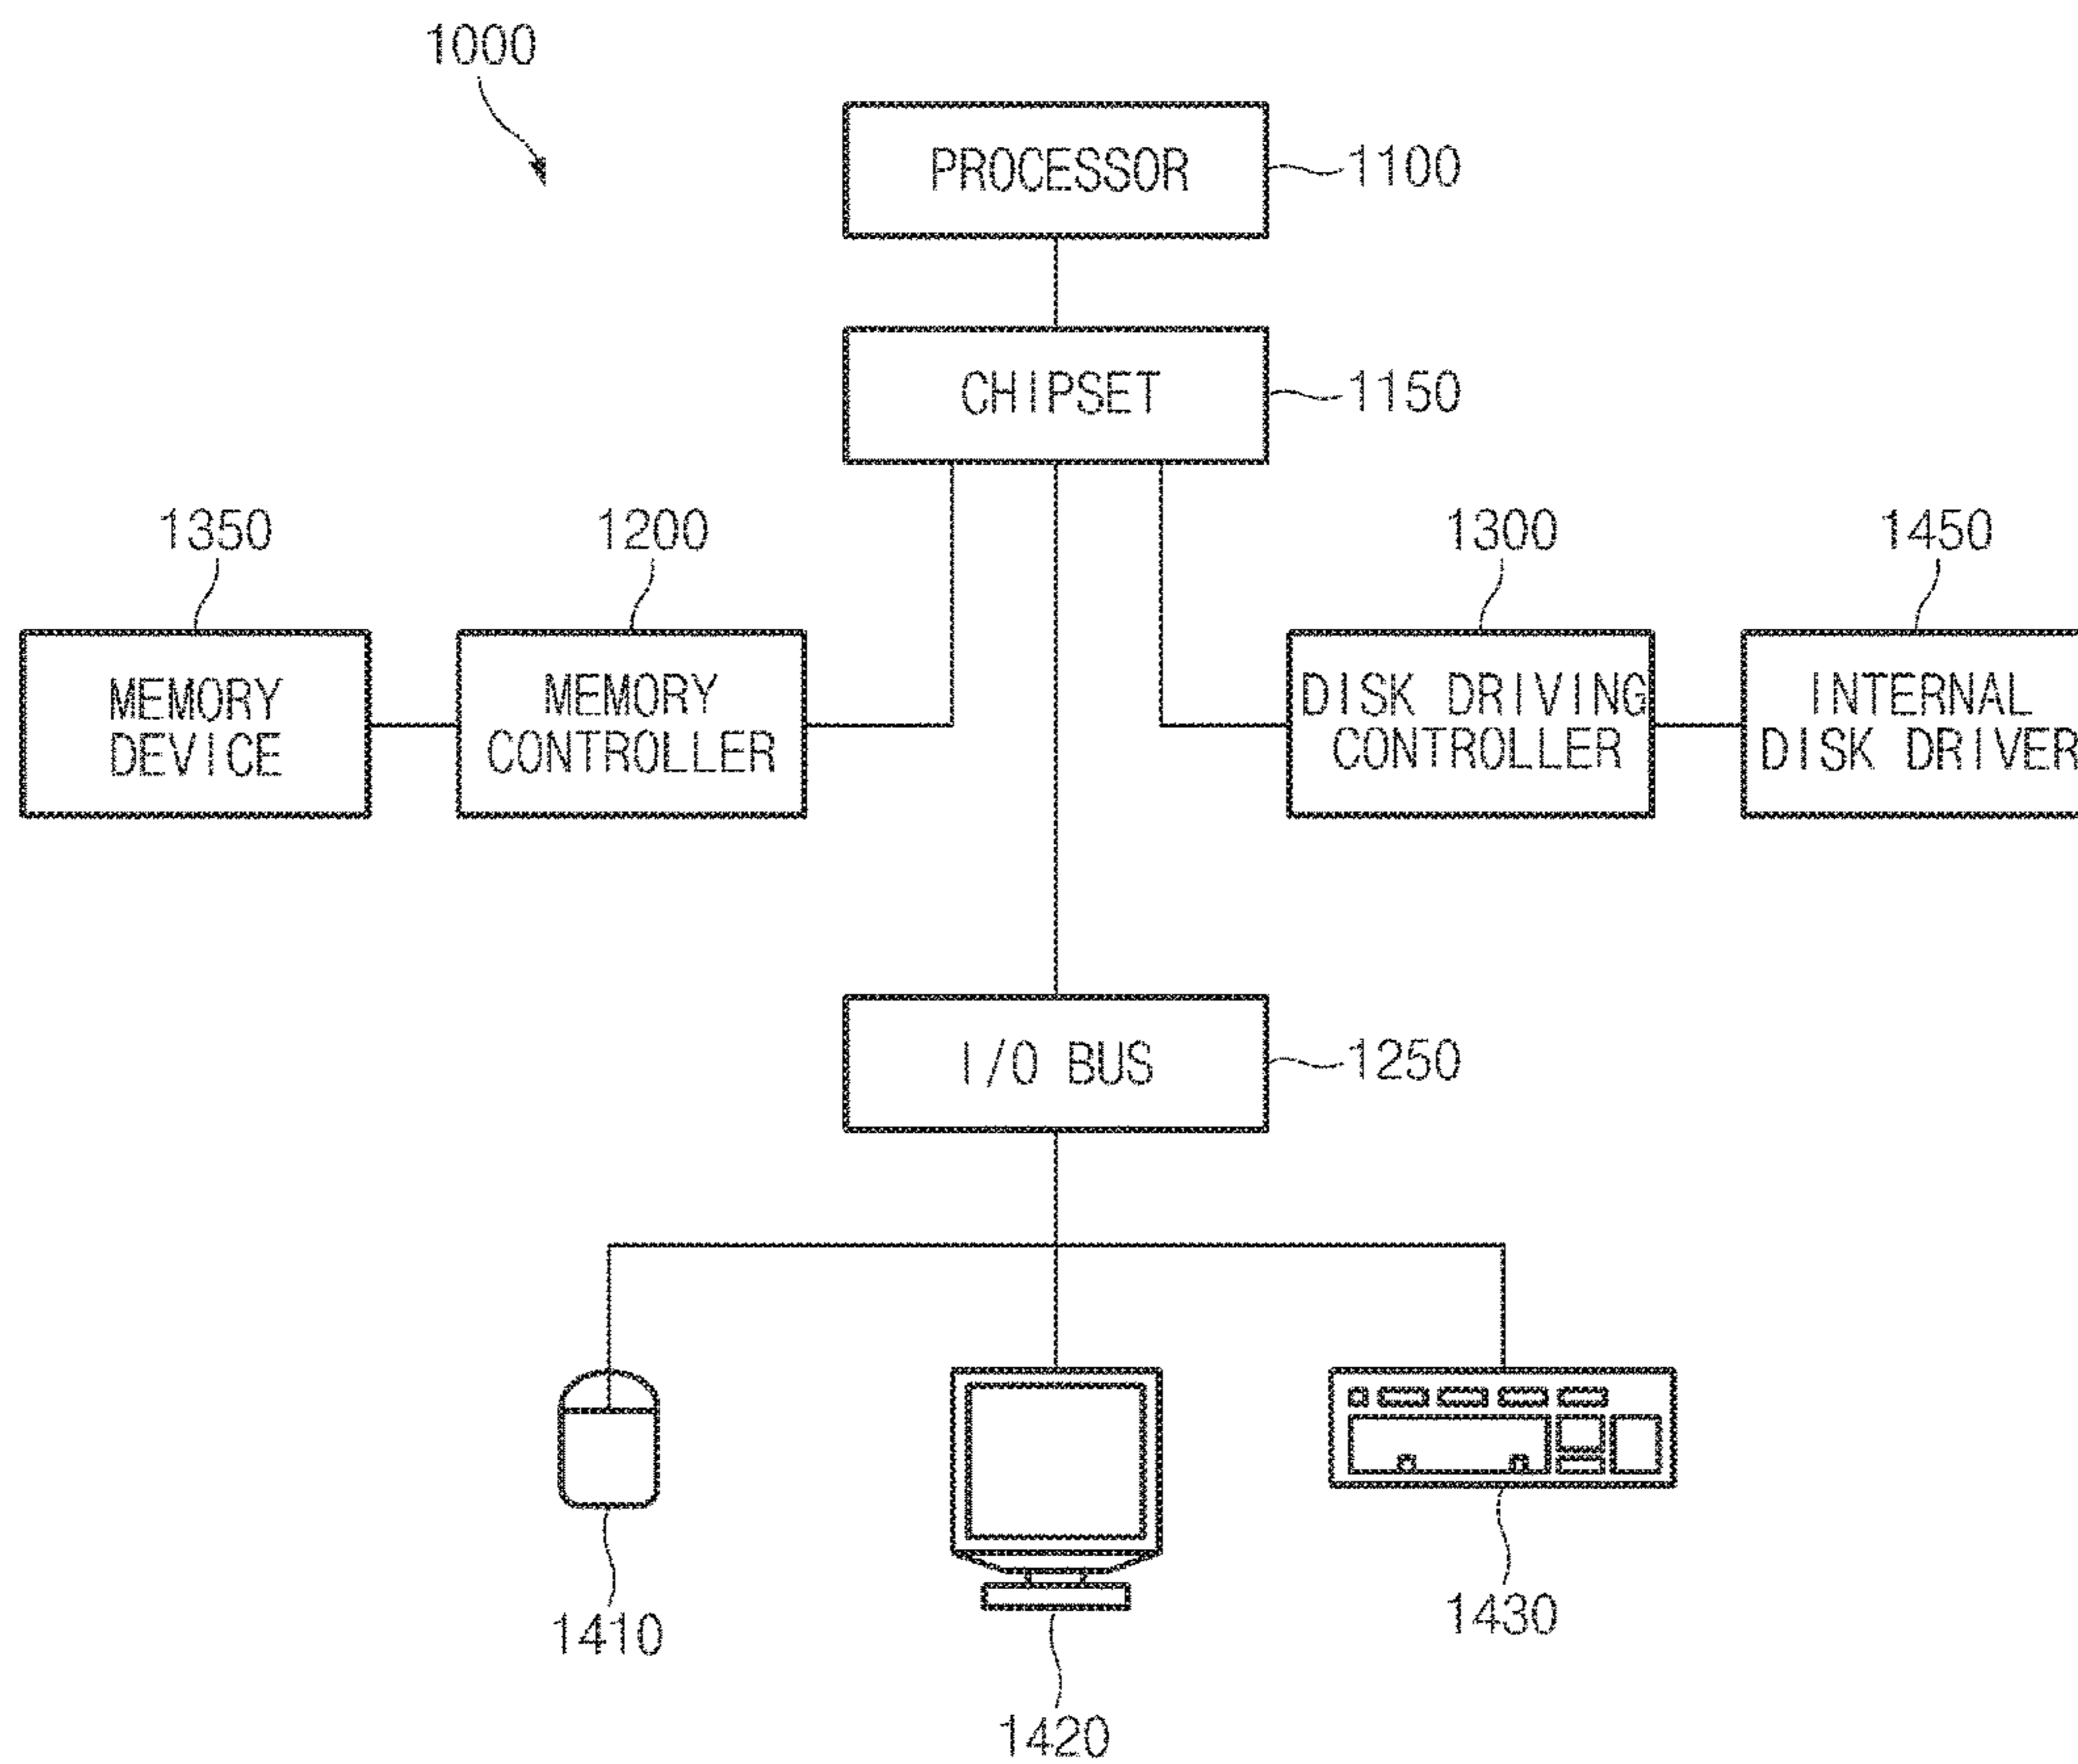 1000
PROCESSOR
1100
CHIPSET
1150
1350
1200
1300
1450
MEMORY
DEVICE
MEMORY
CONTROLLER
DISK DRIVING
CONTROLLER
INTERNAL
DISK DRIVER
I/O BUS
1250
1410
1420
1430